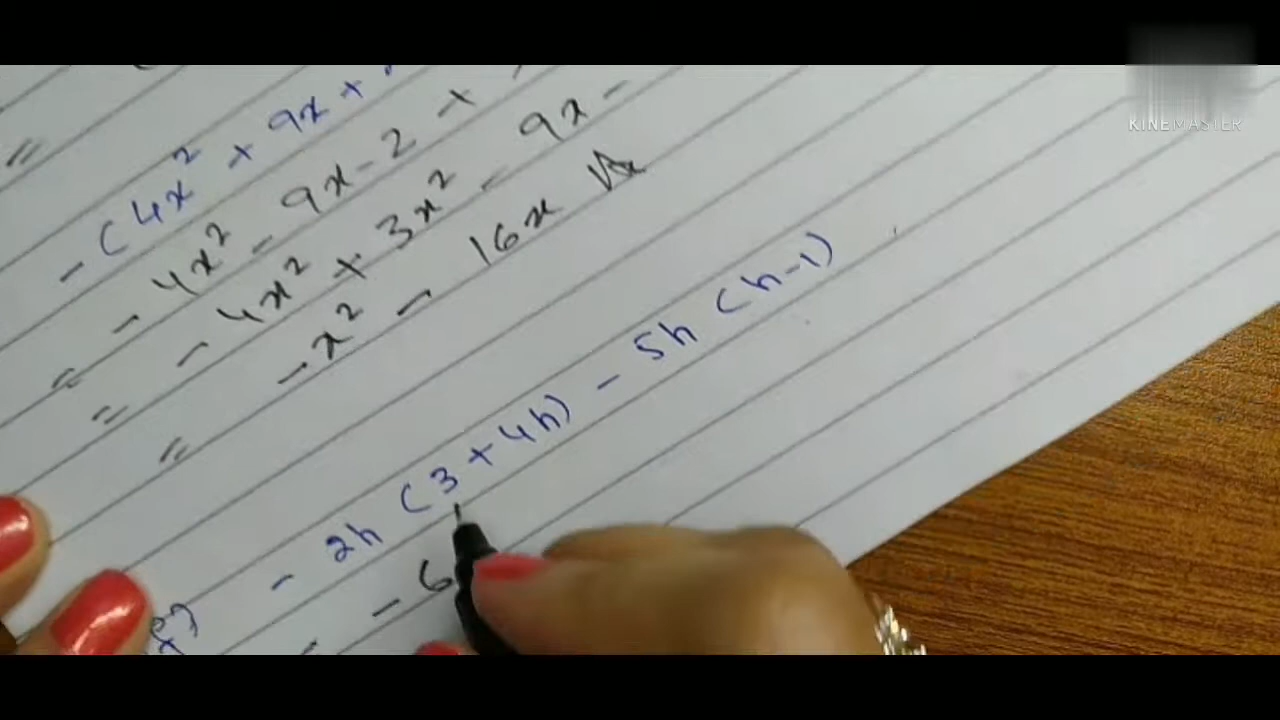 =
- (4x² + 9x +
= - 4x² - 9x - 2 +
= - 4x² + 3x² - 9x -
= - x² - 16x
- 2h (3 + 4h) - 5h (h-1)
- 6
KINEMASTER